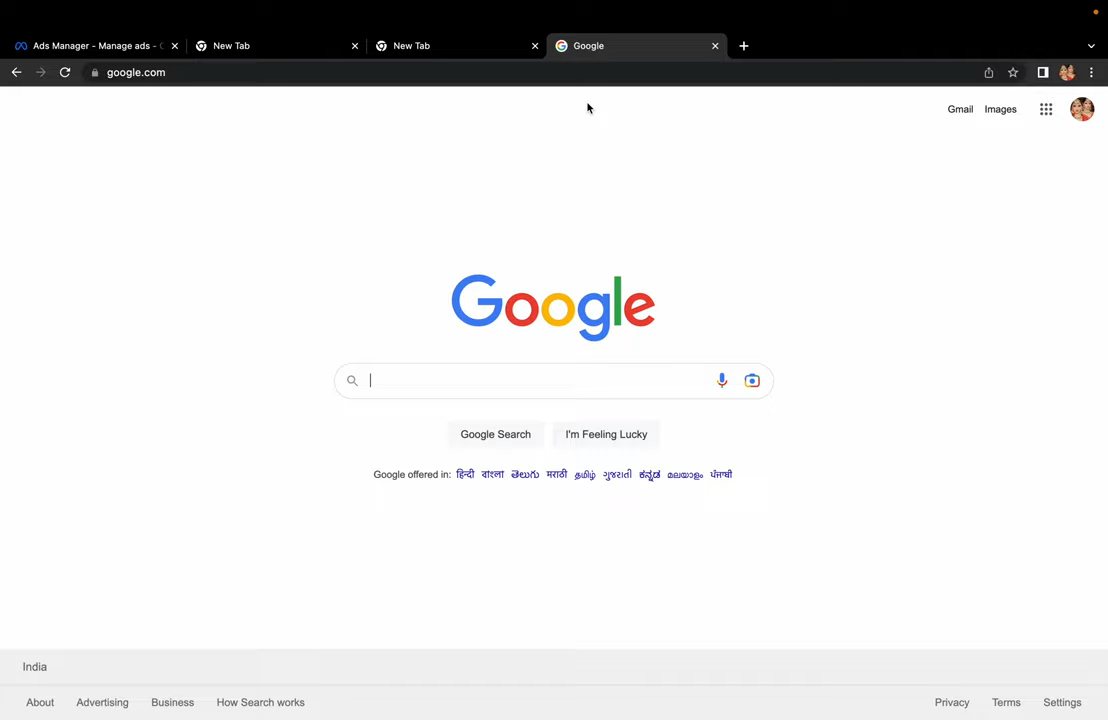 Ads Manager - Manage ads -
New Tab
New Tab
Google
google.com
Gmail Images
Google
Google Search I'm Feeling Lucky
Google offered in: हिन्दी বাংলা తెలుగు मराठी தமிழ் ગુજરાતી ಕನ್ನಡ മലയാളം ਪੰਜਾਬੀ
India
About Advertising Business How Search works Privacy Terms Settings